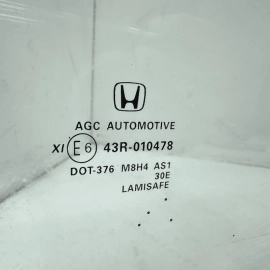 AGC AUTOMOTIVE
XI E6 43R-010478
DOT-376 M8H4 AS1
30E
LAMISAFE